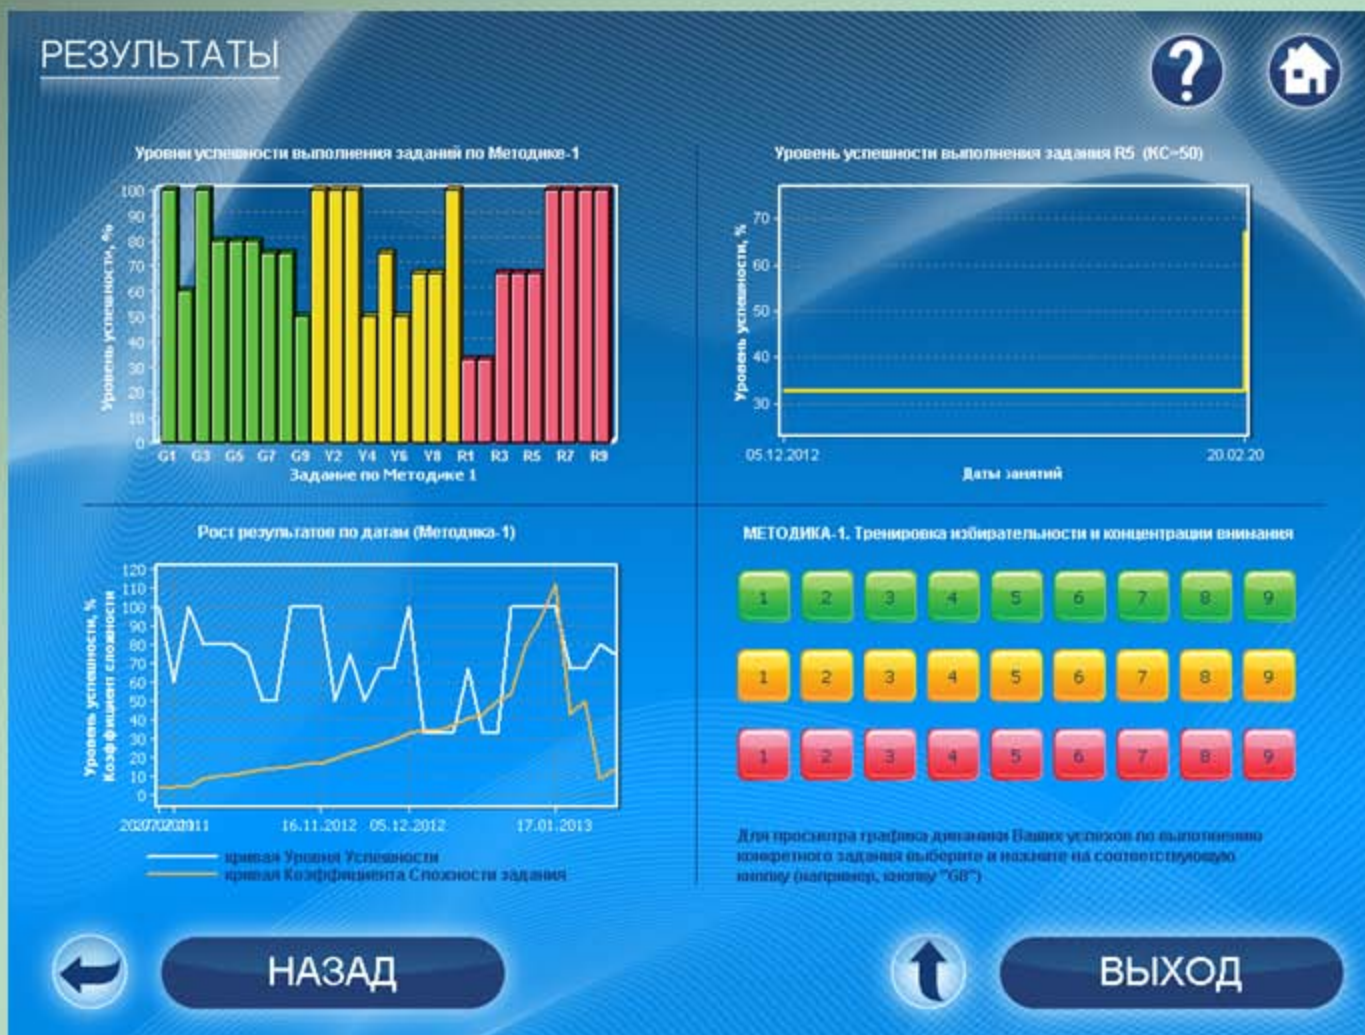 РЕЗУЛЬТАТЫ
?
Уровни успешности выполнения заданий по Методике-1
Уровень успешности, %
100
90
80
70
60
50
40
30
20
10
0
G1 G3 G5 G7 G9 Y2 Y4 Y6 Y8 R1 R3 R5 R7 R9
Задание по Методике 1
Уровень успешности выполнения задания R5 (КС=50)
Уровень успешности, %
70
60
50
40
30
05.12.2012 20.02.20
Даты занятий
Рост результатов по датам (Методика-1)
Уровень успешности, %
Коэффициент сложности
120
110
100
90
80
70
60
50
40
30
20
10
0
16.11.2012 05.12.2012 17.01.2013
кривая Уровня Успешности
кривая Коэффициента Сложности задания
МЕТОДИКА-1. Тренировка избирательности и концентрации внимания
1 2 3 4 5 6 7 8 9
1 2 3 4 5 6 7 8 9
1 2 3 4 5 6 7 8 9
Для просмотра графика динамики Ваших успехов по выполнению
конкретного задания выберите и нажмите на соответствующую
кнопку (например, кнопку "G8")
НАЗАД
ВЫХОД